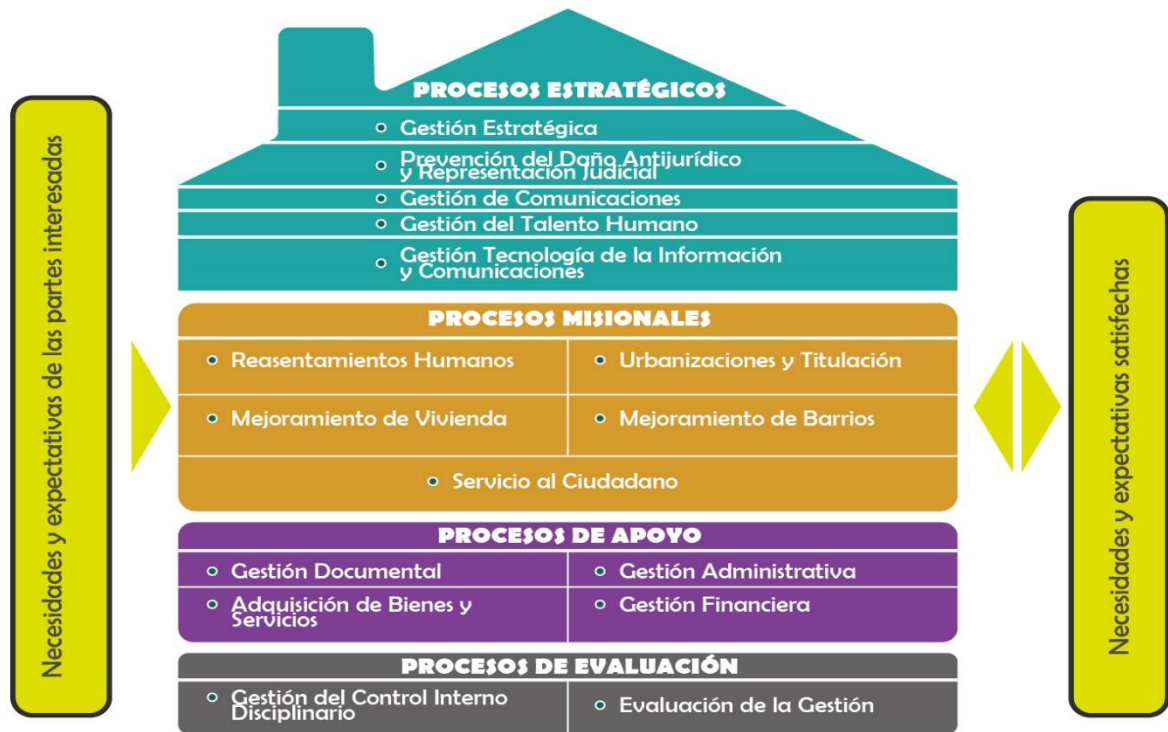 Necesidades y expectativas de las partes interesadas
PROCESOS ESTRATÉGICOS
Gestión Estratégica
Prevención del Daño Antijurídico
y Representación Judicial
Gestión de Comunicaciones
Gestión del Talento Humano
Gestión Tecnología de la Información
y Comunicaciones
PROCESOS MISIONALES
Reasentamientos Humanos
Urbanizaciones y Titulación
Mejoramiento de Vivienda
Mejoramiento de Barrios
Servicio al Ciudadano
PROCESOS DE APOYO
Gestión Documental
Gestión Administrativa
Adquisición de Bienes y
Servicios
Gestión Financiera
PROCESOS DE EVALUACIÓN
Gestión del Control Interno
Disciplinario
Evaluación de la Gestión
Necesidades y expectativas satisfechas